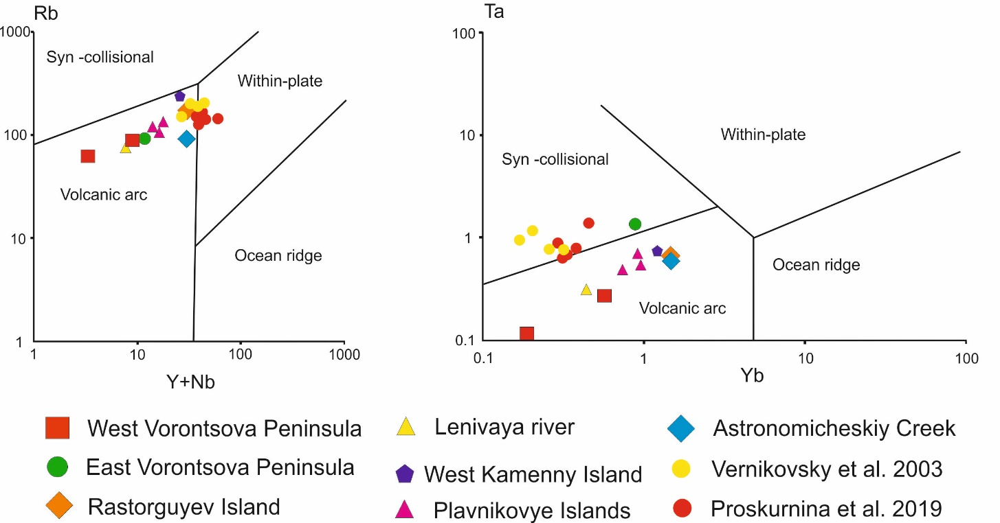 Rb
1000
Syn -collisional
Within-plate
100
Volcanic arc
10
Ocean ridge
1
1 10 100 1000
Y+Nb
Ta
100
Within-plate
10
Syn -collisional
1
Ocean ridge
Volcanic arc
0.1
0.1 1 10 100
Yb
West Vorontsova Peninsula
East Vorontsova Peninsula
Rastorguyev Island
Lenivaya river
West Kamenny Island
Plavnikovye Islands
Astronomicheskiy Creek
Vernikovsky et al. 2003
Proskurnina et al. 2019